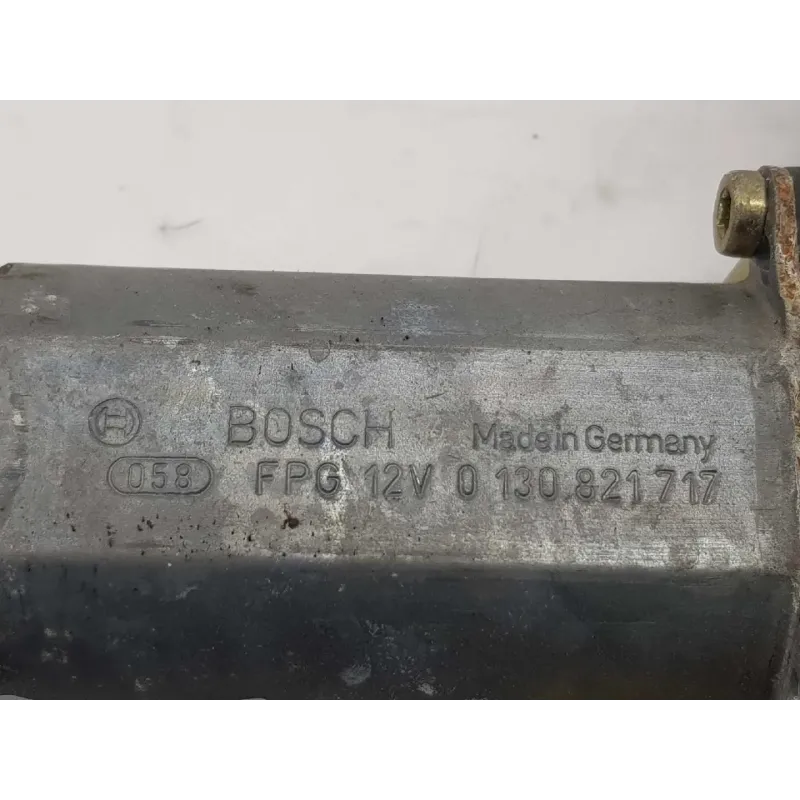 BOSCH Made in Germany
058 FPG 12V 0 130 821 717